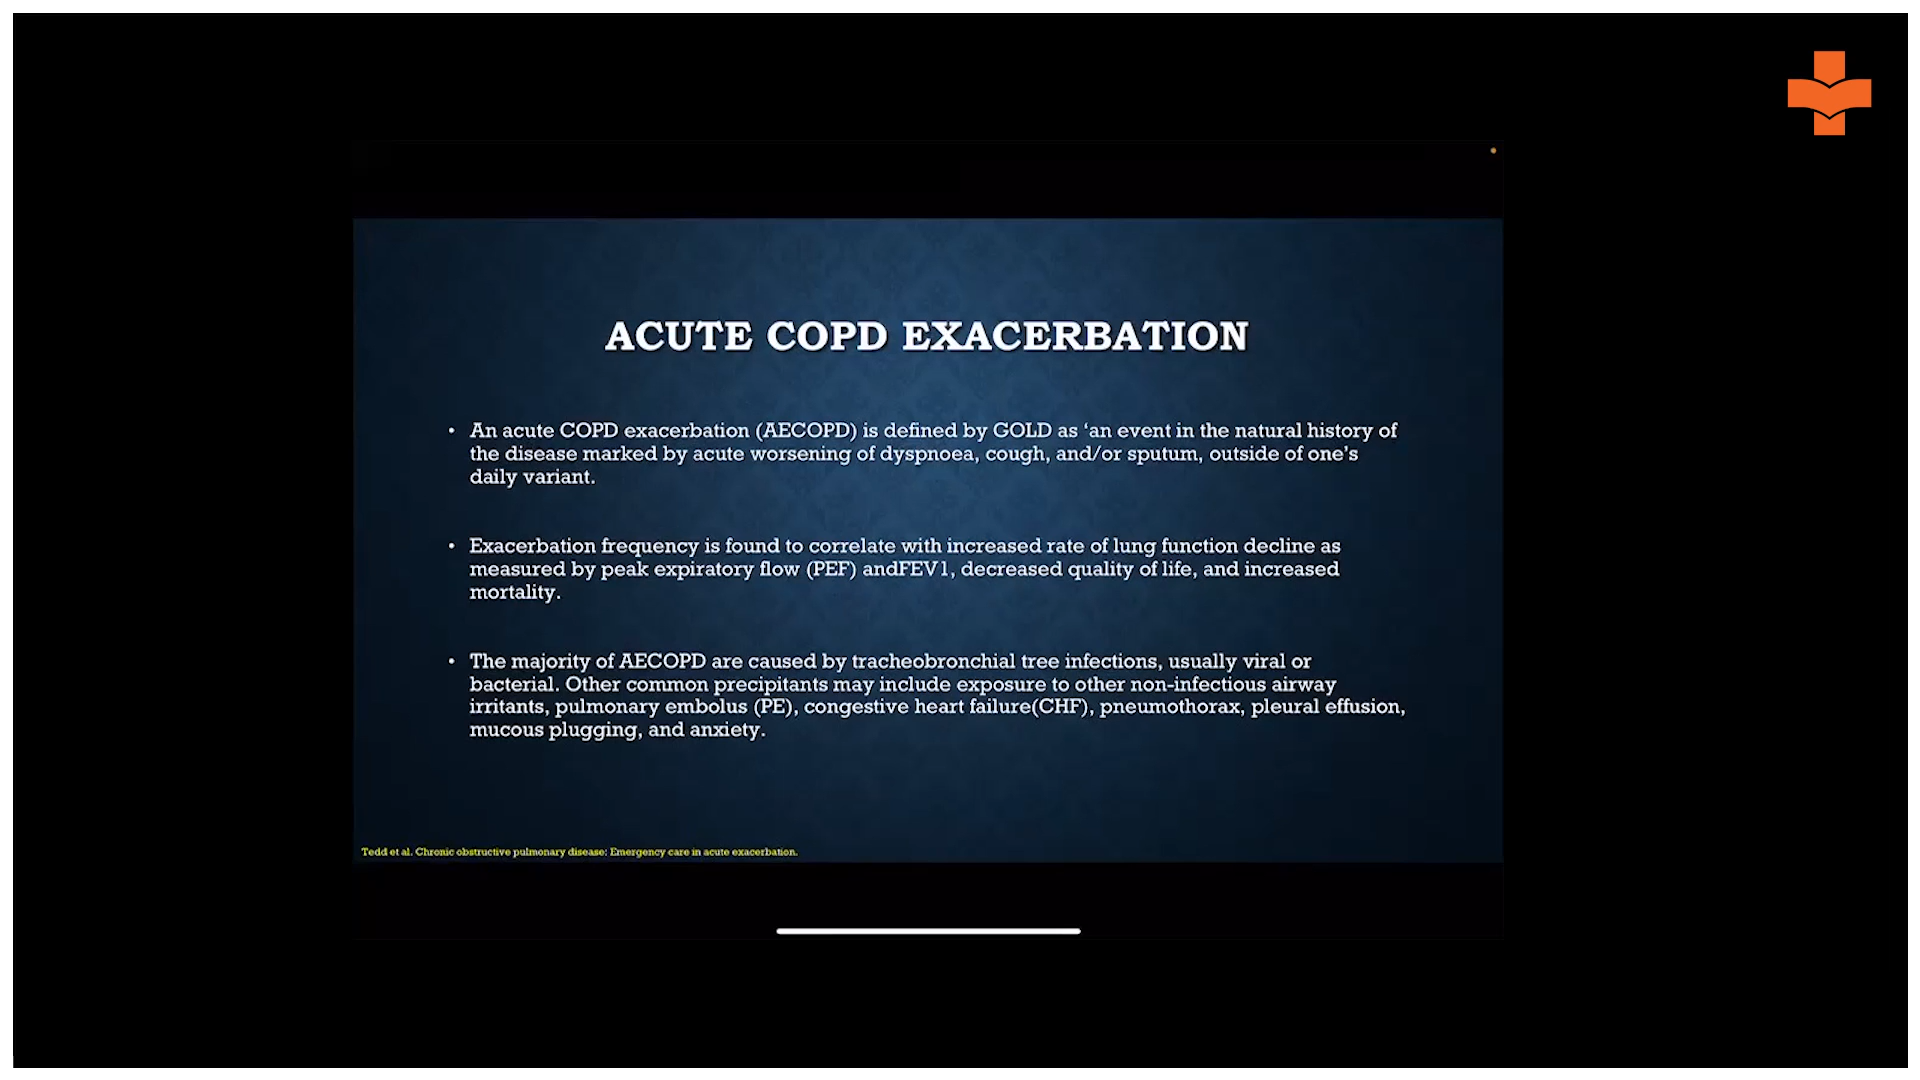 ACUTE COPD EXACERBATION
• An acute COPD exacerbation (AECOPD) is defined by GOLD as ‘an event in the natural history of
the disease marked by acute worsening of dyspnoea, cough, and/or sputum, outside of one’s
daily variant.
• Exacerbation frequency is found to correlate with increased rate of lung function decline as
measured by peak expiratory flow (PEF) andFEV1, decreased quality of life, and increased
mortality.
• The majority of AECOPD are caused by tracheobronchial tree infections, usually viral or
bacterial. Other common precipitants may include exposure to other non-infectious airway
irritants, pulmonary embolus (PE), congestive heart failure(CHF), pneumothorax, pleural effusion,
mucous plugging, and anxiety.
Tedd et al. Chronic obstructive pulmonary disease: Emergency care in acute exacerbation.